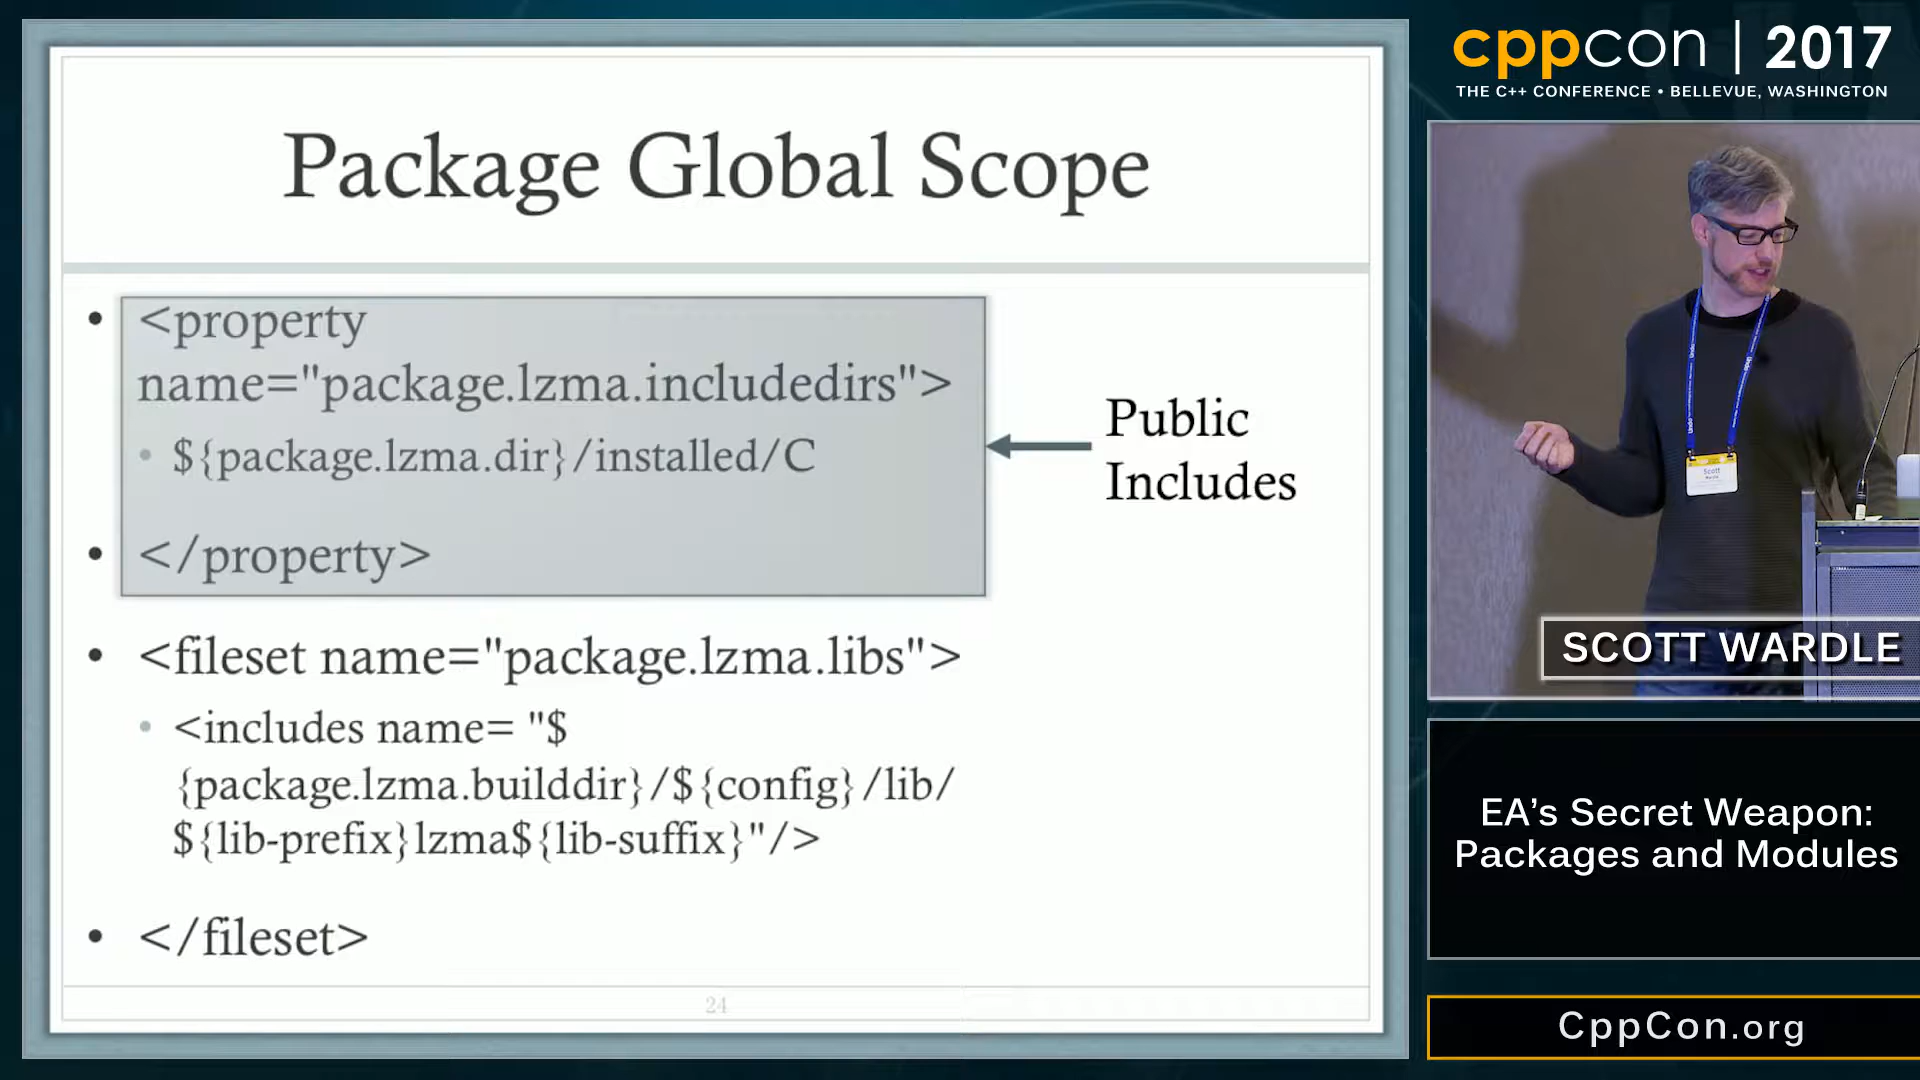 cppcon | 2017
THE C++ CONFERENCE • BELLEVUE, WASHINGTON
Package Global Scope
• <property
name="package.lzma.includedirs">
• ${package.lzma.dir}/installed/C
• </property>
Public
Includes
• <fileset name="package.lzma.libs">
• <includes name= "$
{package.lzma.builddir}/${config}/lib/
${lib-prefix}lzma${lib-suffix}"/>
• </fileset>
24
Scott
SCOTT WARDLE
EA’s Secret Weapon:
Packages and Modules
CppCon.org